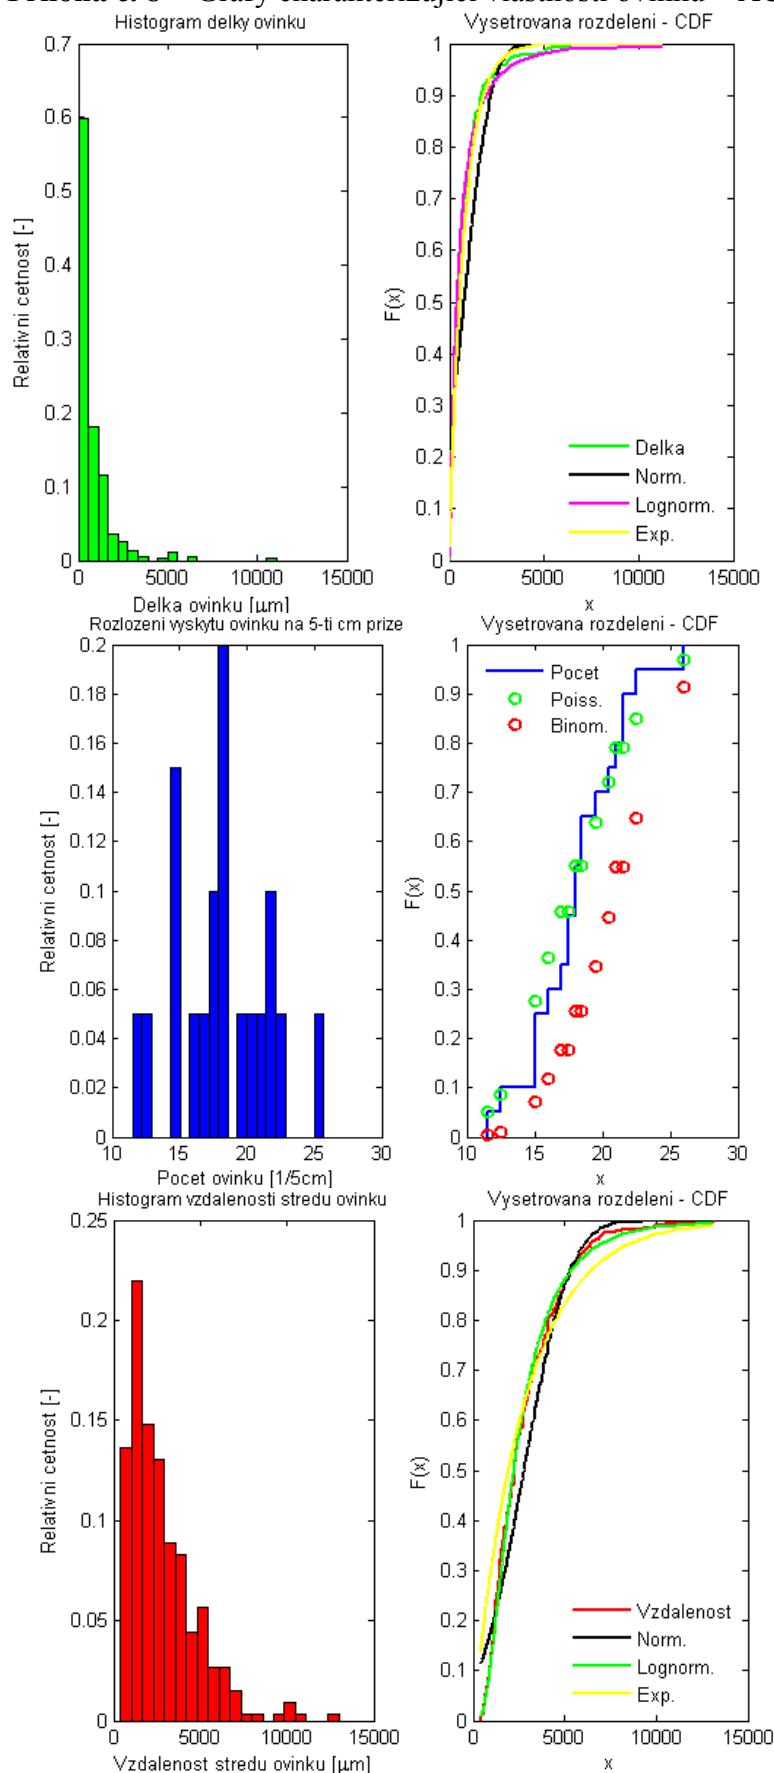 Histogram delky ovinku
Vysetrovana rozdeleni - CDF
0.7
0.6
0.5
0.4
0.3
0.2
0.1
0
Relativni cetnost [-]
0 5000 10000 15000
Delka ovinku [µm]
1
0.9
0.8
0.7
0.6
0.5
0.4
0.3
0.2
0.1
0
F(x)
Delka
Norm.
Lognorm.
Exp.
0 5000 10000 15000
x
Rozlozeni vyskytu ovinku na 5-ti cm prize
Vysetrovana rozdeleni - CDF
0.2
0.18
0.16
0.14
0.12
0.1
0.08
0.06
0.04
0.02
0
Relativni cetnost [-]
10 15 20 25 30
Pocet ovinku [1/5cm]
1
0.9
0.8
0.7
0.6
0.5
0.4
0.3
0.2
0.1
0
F(x)
Pocet
Poiss.
Binom.
10 15 20 25 30
x
Histogram vzdalenosti stredu ovinku
Vysetrovana rozdeleni - CDF
0.25
0.2
0.15
0.1
0.05
0
Relativni cetnost [-]
0 5000 10000 15000
Vzdalenost stredu ovinku [µm]
1
0.9
0.8
0.7
0.6
0.5
0.4
0.3
0.2
0.1
0
F(x)
Vzdalenost
Norm.
Lognorm.
Exp.
0 5000 10000 15000
x